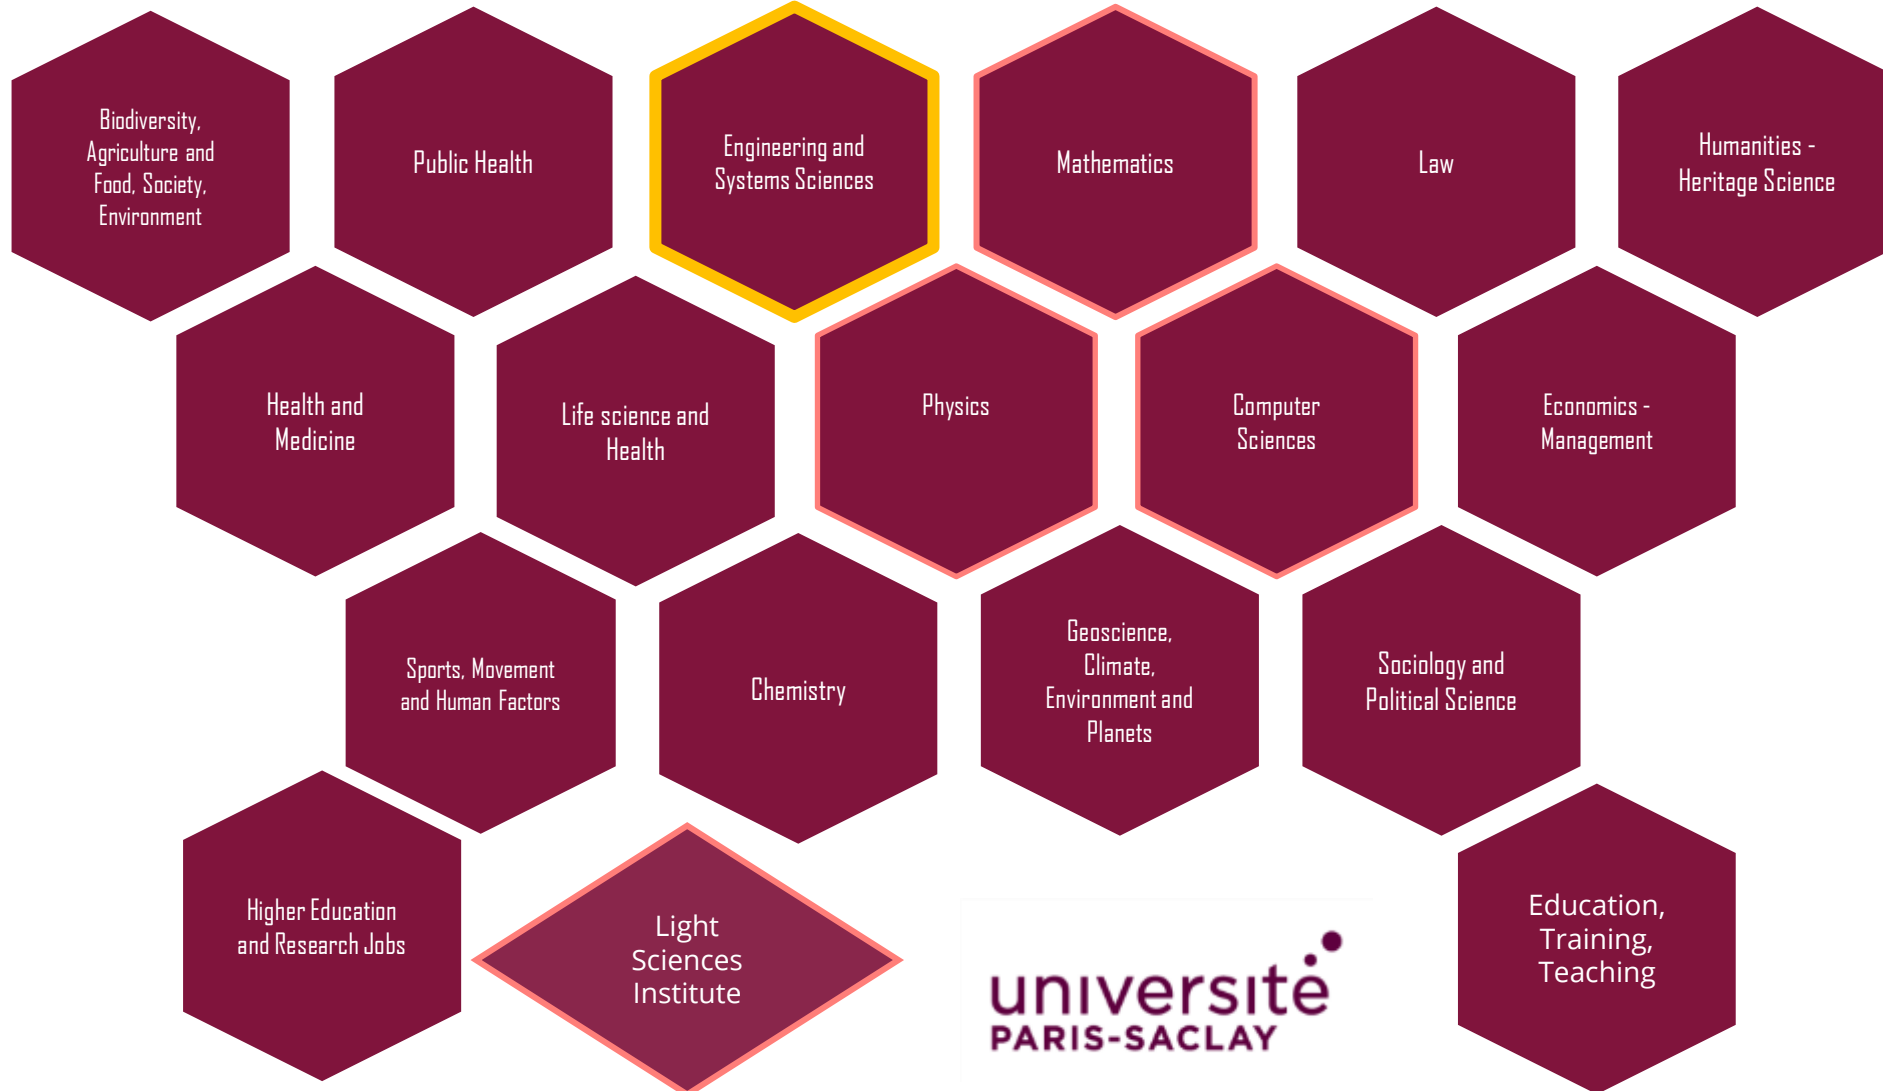 Biodiversity,
Agriculture and
Food, Society,
Environment
Public Health
Engineering and
Systems Sciences
Mathematics
Law
Humanities -
Heritage Science
Health and
Medicine
Life science and
Health
Physics
Computer
Sciences
Economics -
Management
Sports, Movement
and Human Factors
Chemistry
Geoscience,
Climate,
Environment and
Planets
Sociology and
Political Science
Higher Education
and Research Jobs
Light
Sciences
Institute
université
PARIS-SACLAY
Education,
Training,
Teaching